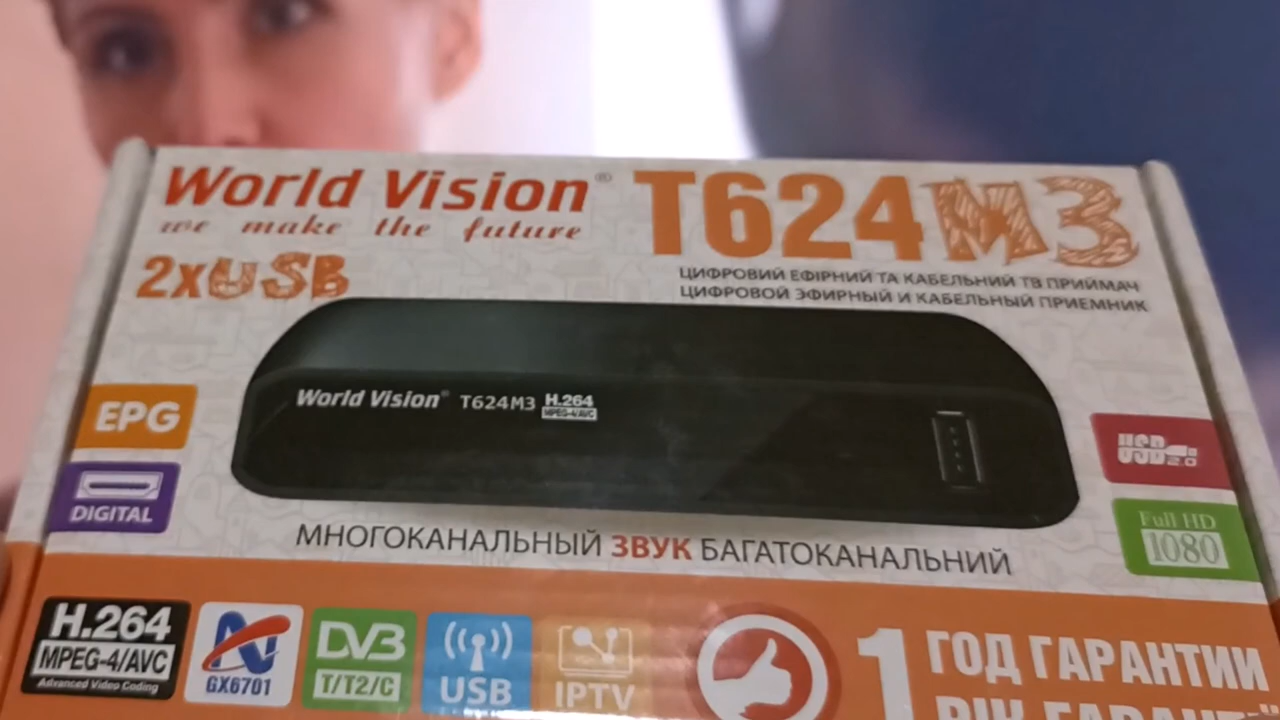 World Vision®
we make the future
T624M3
2xUSB
ЦИФРОВИЙ ЕФІРНИЙ ТА КАБЕЛЬНИЙ ТВ ПРИЙМАЧ
ЦИФРОВОЙ ЭФИРНЫЙ И КАБЕЛЬНЫЙ ПРИЕМНИК
World Vision® T624M3 H.264
MPEG-4/AVC
EPG
DIGITAL
USB 2.0
Full HD
1080
МНОГОКАНАЛЬНЫЙ ЗВУК БАГАТОКАНАЛЬНИЙ
H.264
MPEG-4/AVC
Advanced Video Coding
GX6701
DVB
T/T2/C
USB
IPTV
1 ГОД ГАРАНТИИ
РІК ГАРАНТІЇ